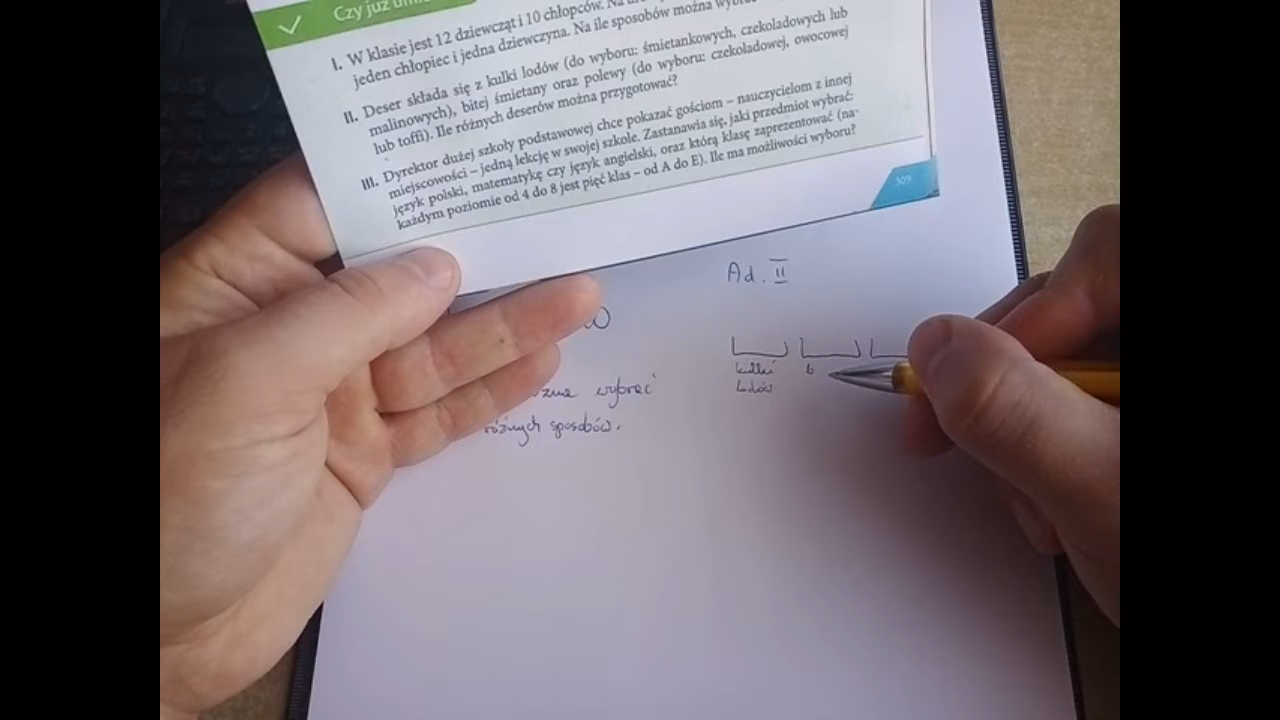 Czy już
I. W klasie jest 12 dziewcząt i 10 chłopców. Na
jeden chłopiec i jedna dziewczyna. Na ile sposobów można
II. Deser składa się z kulki lodów (do wyboru: śmietankowych, czekoladowych lub
malinowych), bitej śmietany oraz polewy (do wyboru: czekoladowej, owocowej
lub toffi). Ile różnych deserów można przygotować?
III. Dyrektor dużej szkoły podstawowej chce pokazać gościom – nauczycielom z innej
miejscowości – jedną lekcję w swojej szkole. Zastanawia się, jaki przedmiot wybrać:
język polski, matematykę czy język angielski, oraz którą klasę zaprezentować (na-
każdym poziomie od 4 do 8 jest pięć klas – od A do E). Ile ma możliwości wyboru?
309
Ad. II
kulki b
lodów
wybrać
różnych sposobów.